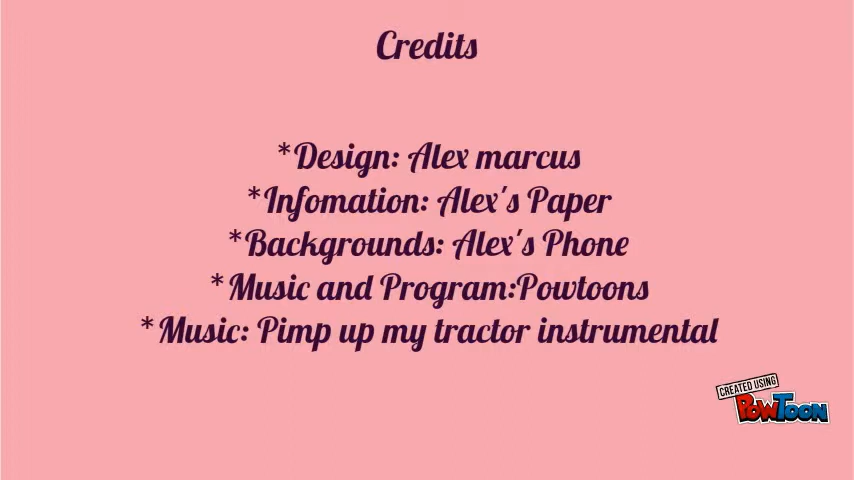 Credits
*Design: Alex marcus
*Infomation: Alex's Paper
*Backgrounds: Alex's Phone
*Music and Program:Powtoons
*Music: Pimp up my tractor instrumental
CREATED USING
POWTOON